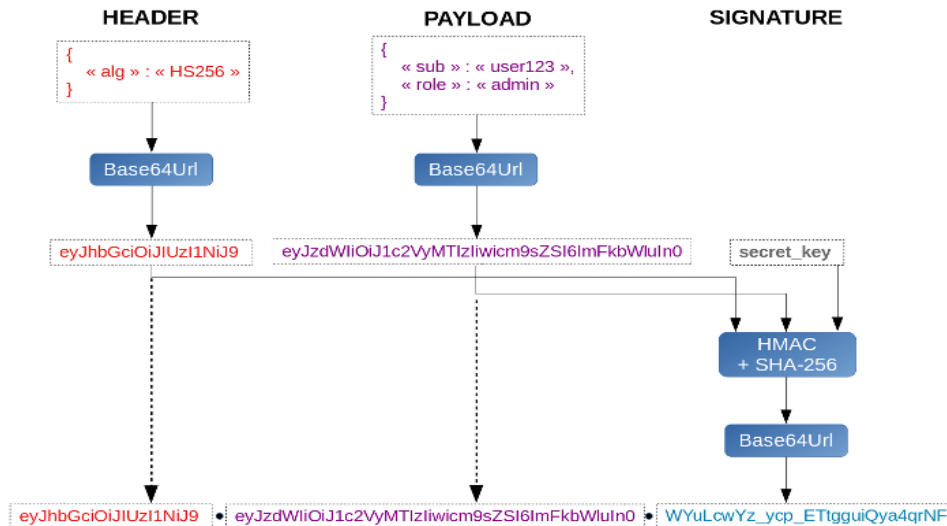 HEADER
PAYLOAD
SIGNATURE
{
« alg » : « HS256 »
}
{
« sub » : « user123 »,
« role » : « admin »
}
Base64Url
Base64Url
eyJhbGciOiJIUzI1NiJ9
eyJzdWIiOiJ1c2VyMTIzIiwicm9sZSI6ImFkbWluIn0
secret_key
HMAC
+ SHA-256
Base64Url
eyJhbGciOiJIUzI1NiJ9 • eyJzdWIiOiJ1c2VyMTIzIiwicm9sZSI6ImFkbWluIn0 • WYuLcwYz_ycp_ETtgguiQya4qrNF